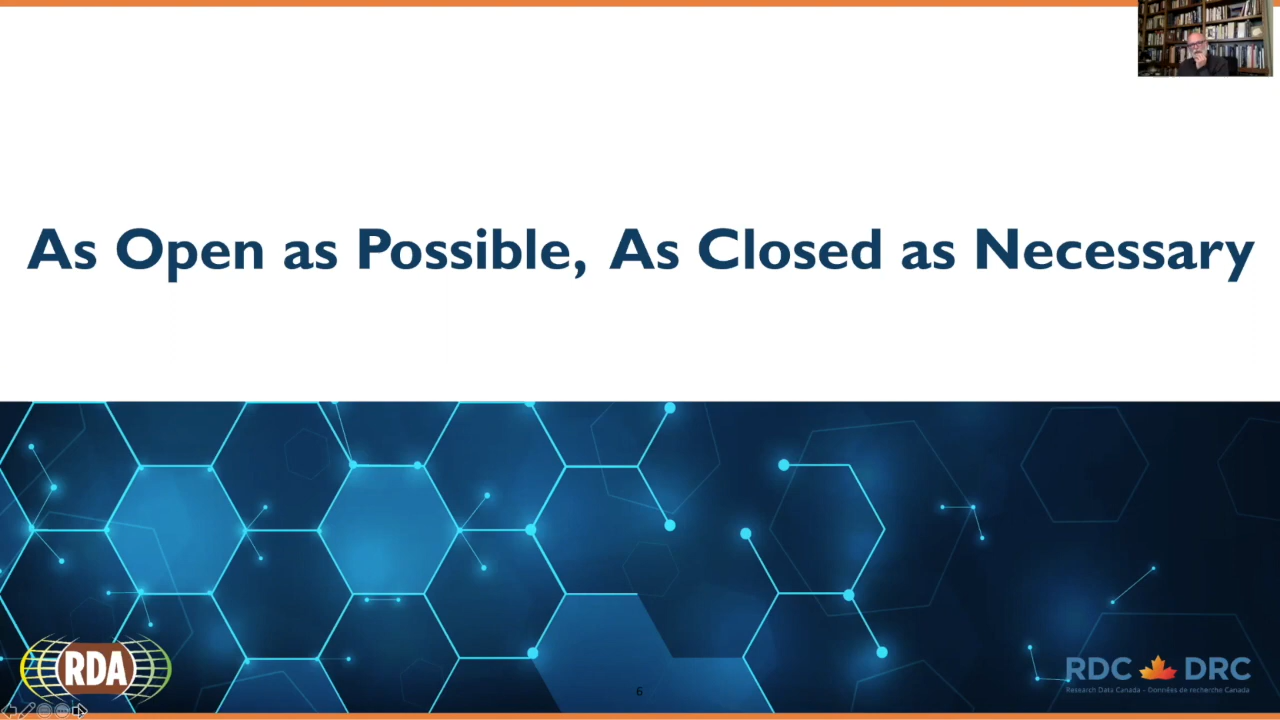 As Open as Possible, As Closed as Necessary
RDA
6
RDC DRC
Research Data Canada – Données de recherche Canada